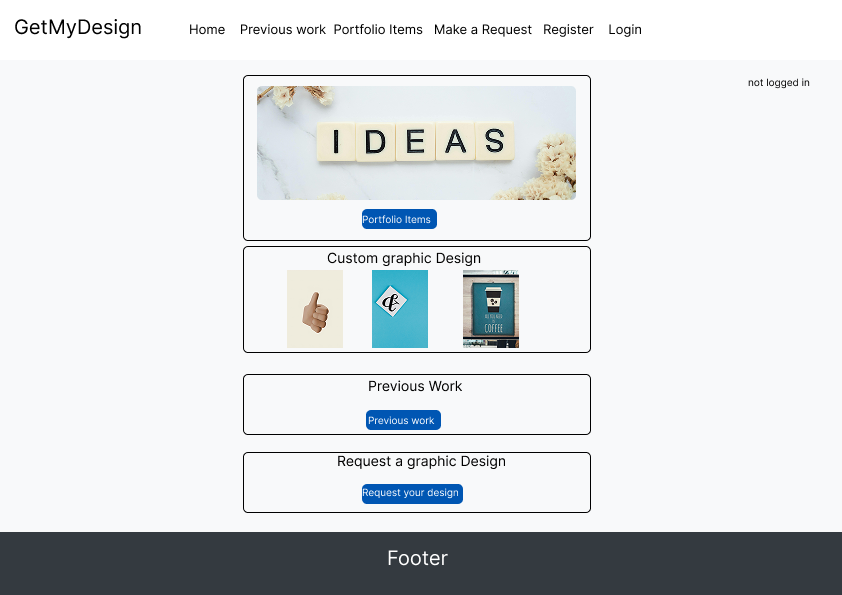 GetMyDesign
Home Previous work Portfolio Items Make a Request Register Login
not logged in
IDEAS
Portfolio Items
Custom graphic Design
&
COFFEE
Previous Work
Previous work
Request a graphic Design
Request your design
Footer